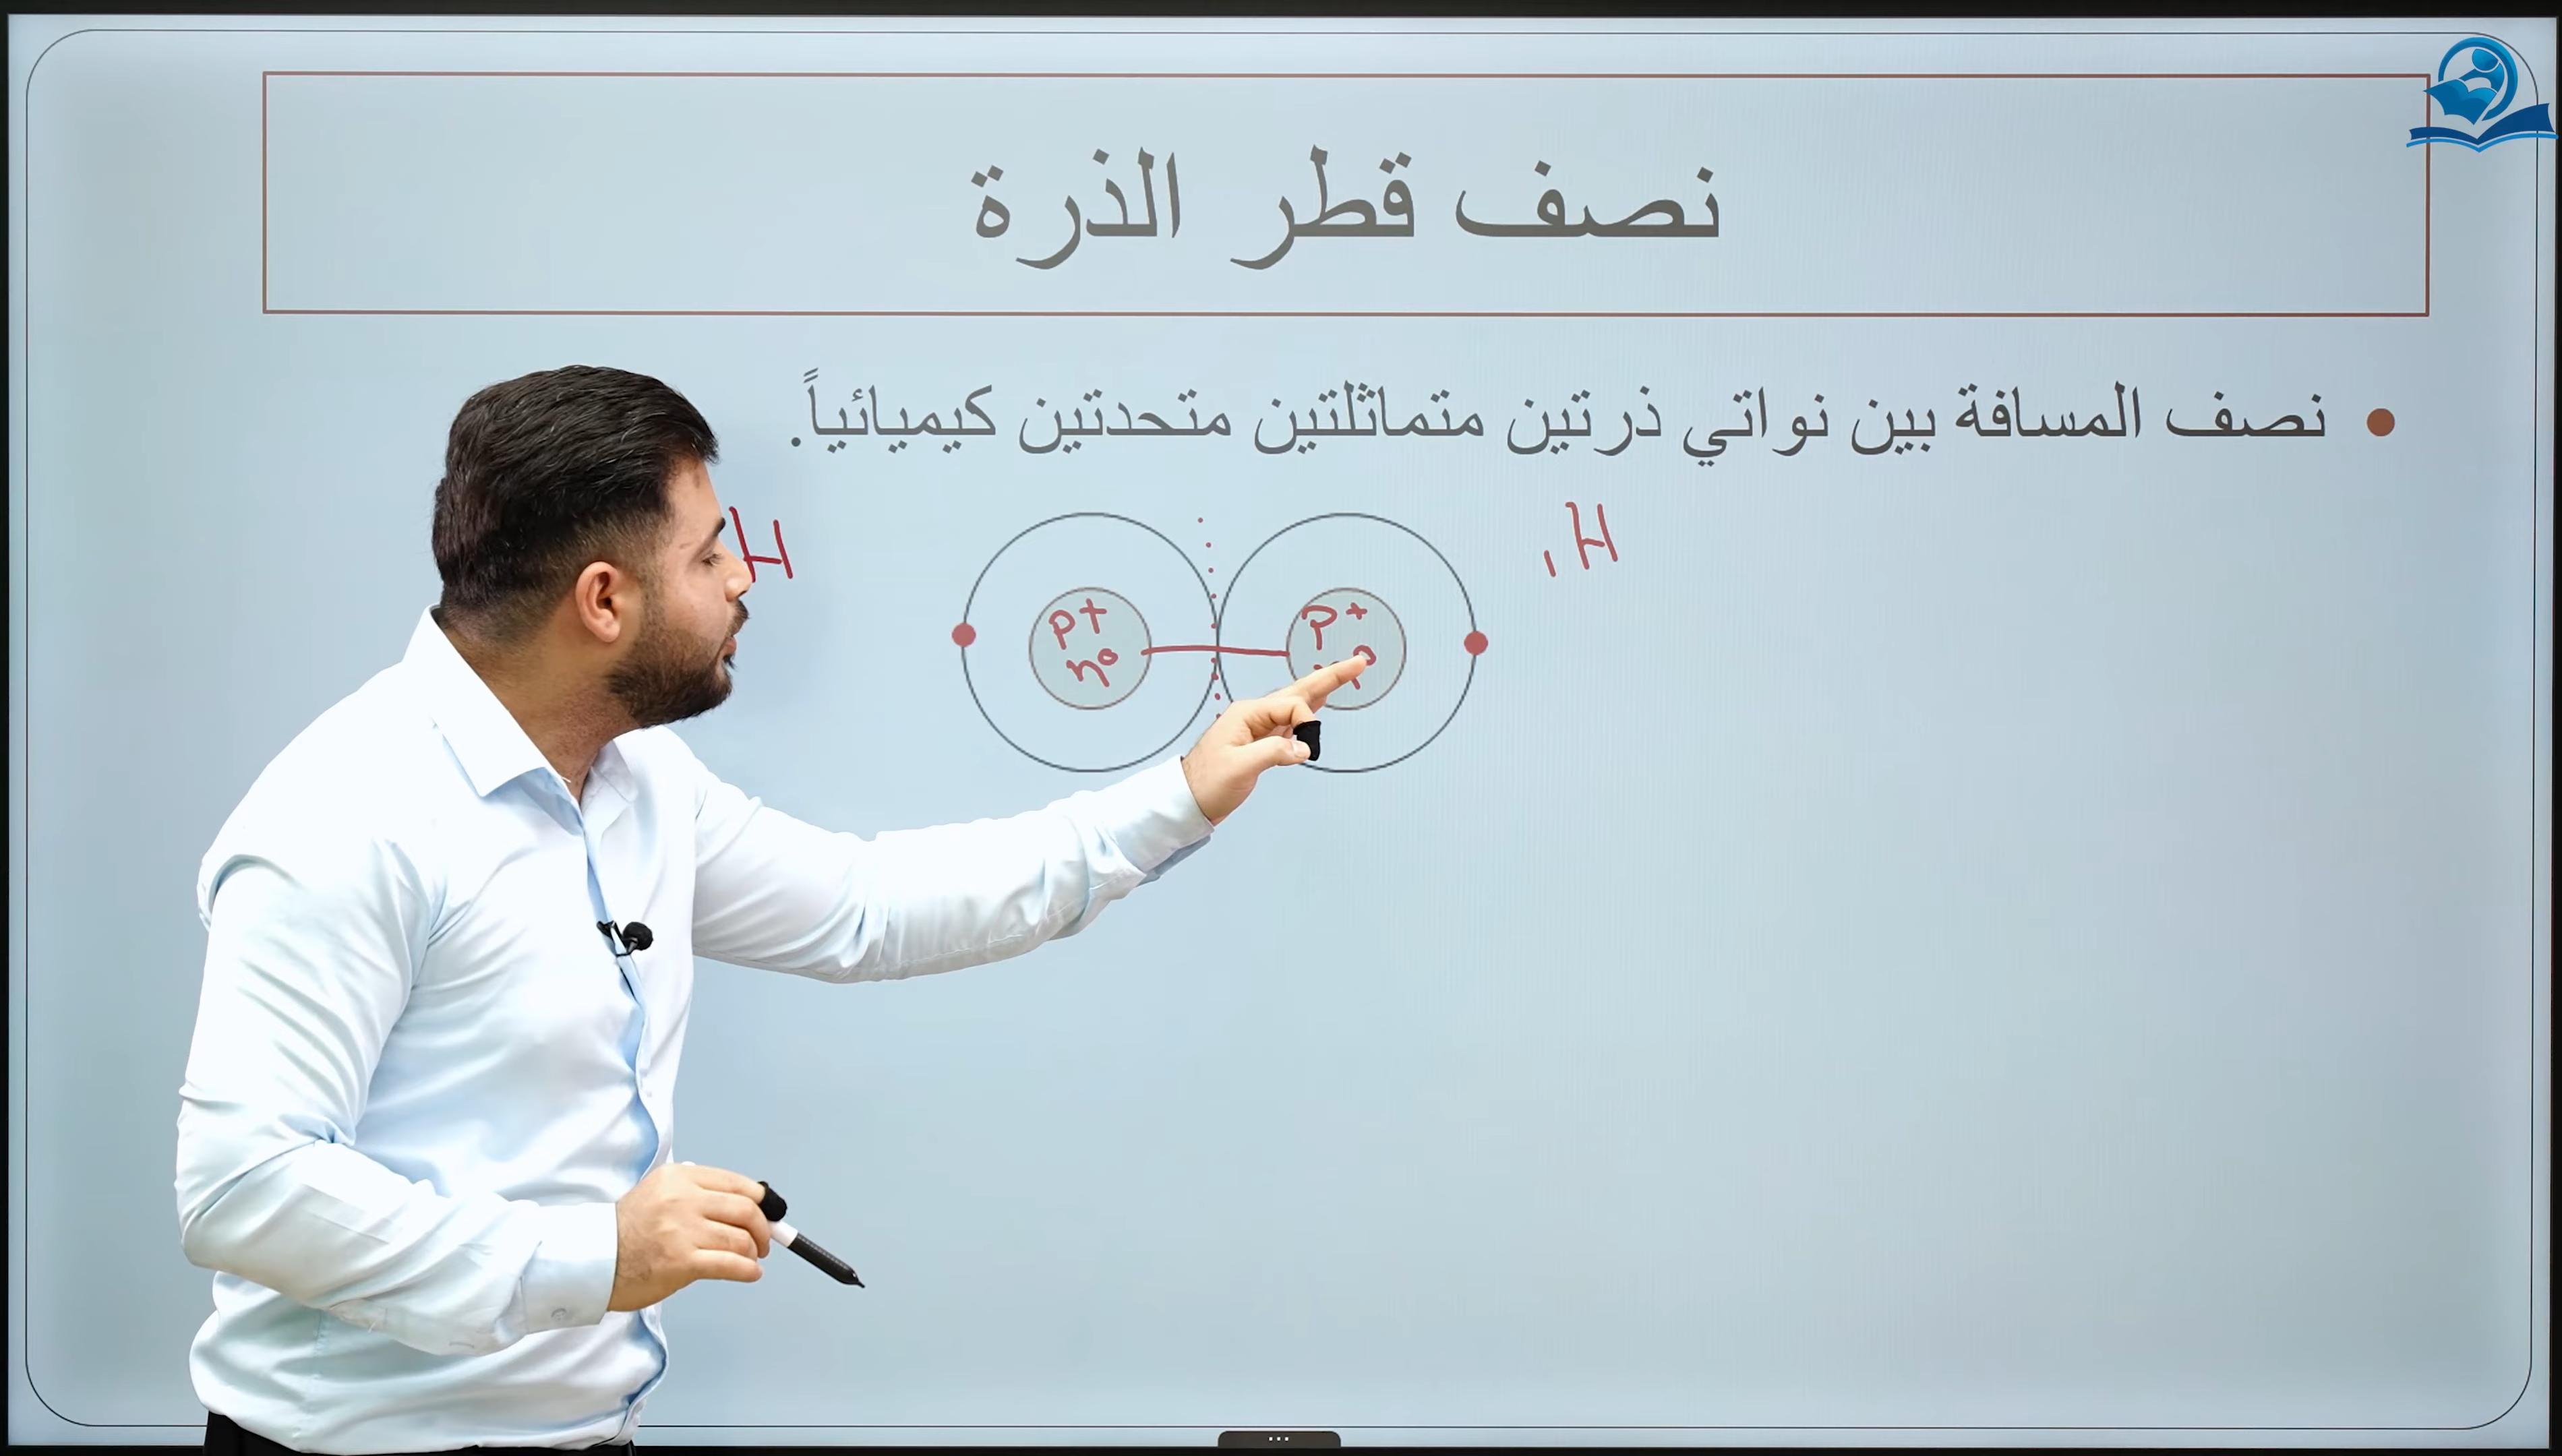 نصف قطر الذرة
نصف المسافة بين نواتي ذرتين متماثلتين متحدتين كيميائياً.
H
₁H
p+
n°
p+